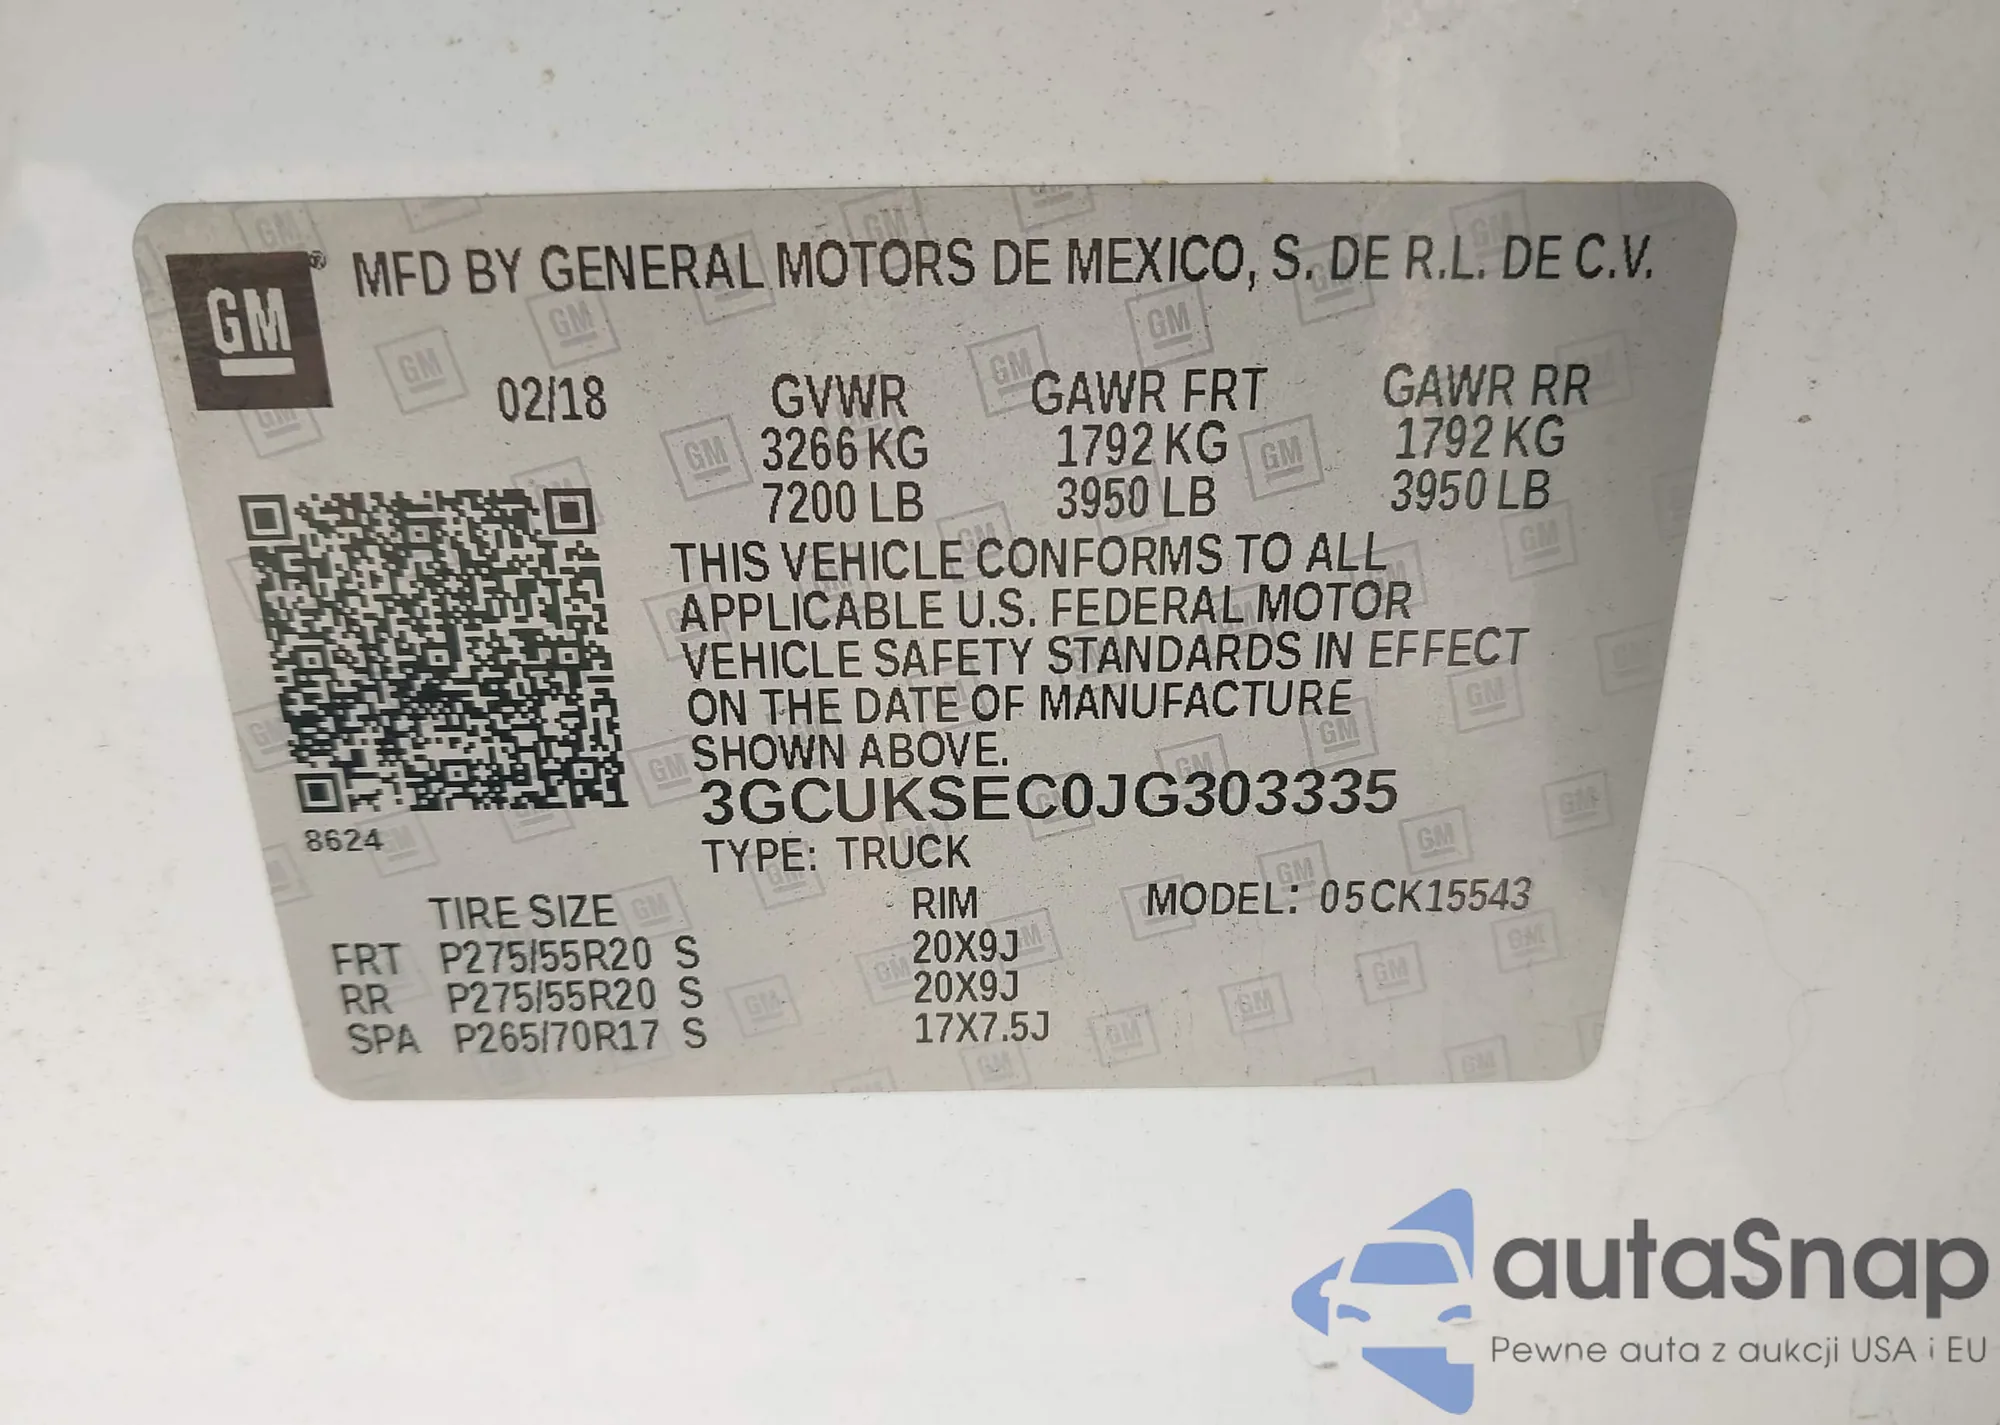 GM® MFD BY GENERAL MOTORS DE MEXICO, S. DE R.L. DE C.V.
02/18 GVWR GAWR FRT GAWR RR
3266 KG 1792 KG 1792 KG
7200 LB 3950 LB 3950 LB
THIS VEHICLE CONFORMS TO ALL
APPLICABLE U.S. FEDERAL MOTOR
VEHICLE SAFETY STANDARDS IN EFFECT
ON THE DATE OF MANUFACTURE
SHOWN ABOVE.
3GCUKSEC0JG303335
8624
TYPE: TRUCK
TIRE SIZE RIM MODEL: 05CK15543
FRT P275/55R20 S 20X9J
RR P275/55R20 S 20X9J
SPA P265/70R17 S 17X7.5J
autaSnap
Pewne auta z aukcji USA i EU